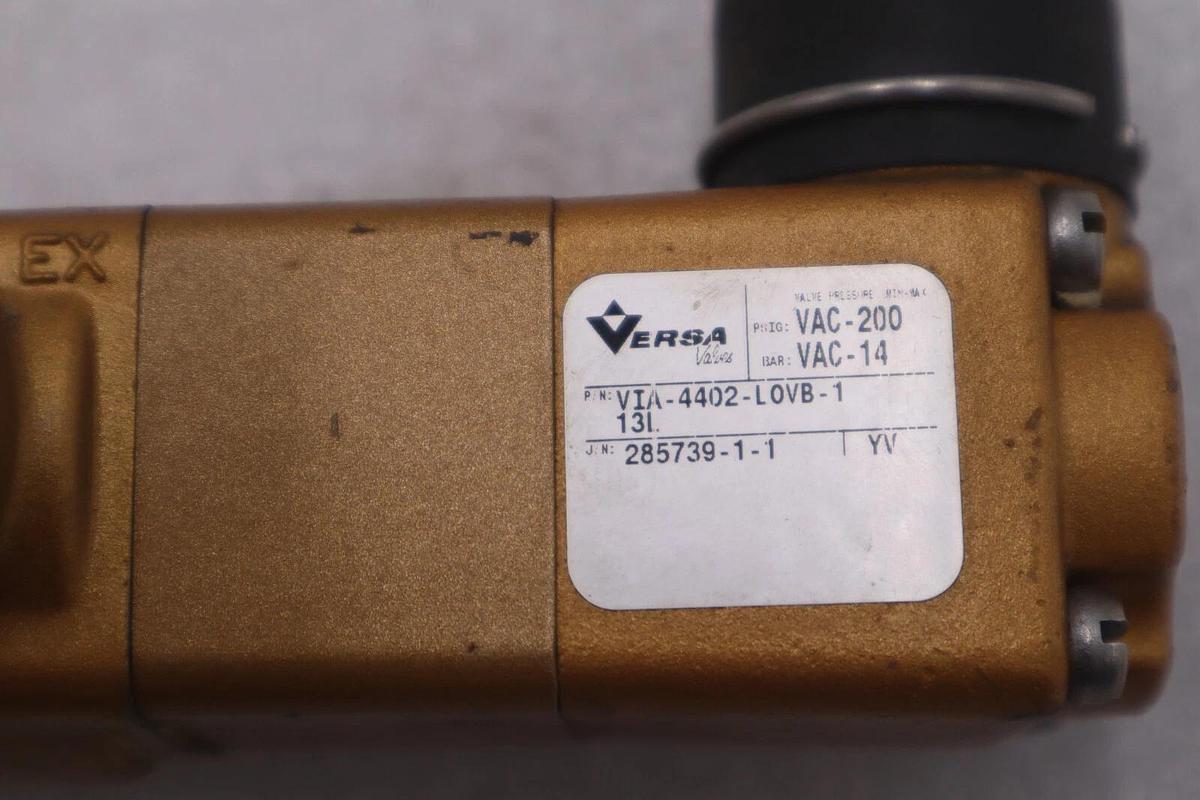 EX
VERSA
Valves
VALVE PRESSURE (MIN-MAX)
PSIG: VAC-200
BAR: VAC-14
P/N: VIA-4402-LOVB-1
13L
J/N: 285739-1-1 YV